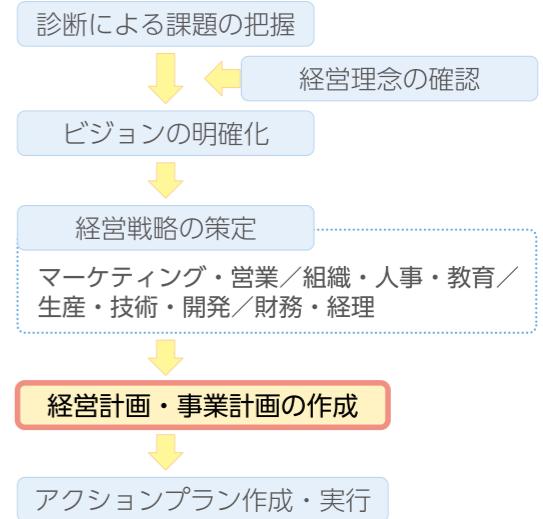 診断による課題の把握
経営理念の確認
ビジョンの明確化
経営戦略の策定
マーケティング・営業／組織・人事・教育／
生産・技術・開発／財務・経理
経営計画・事業計画の作成
アクションプラン作成・実行